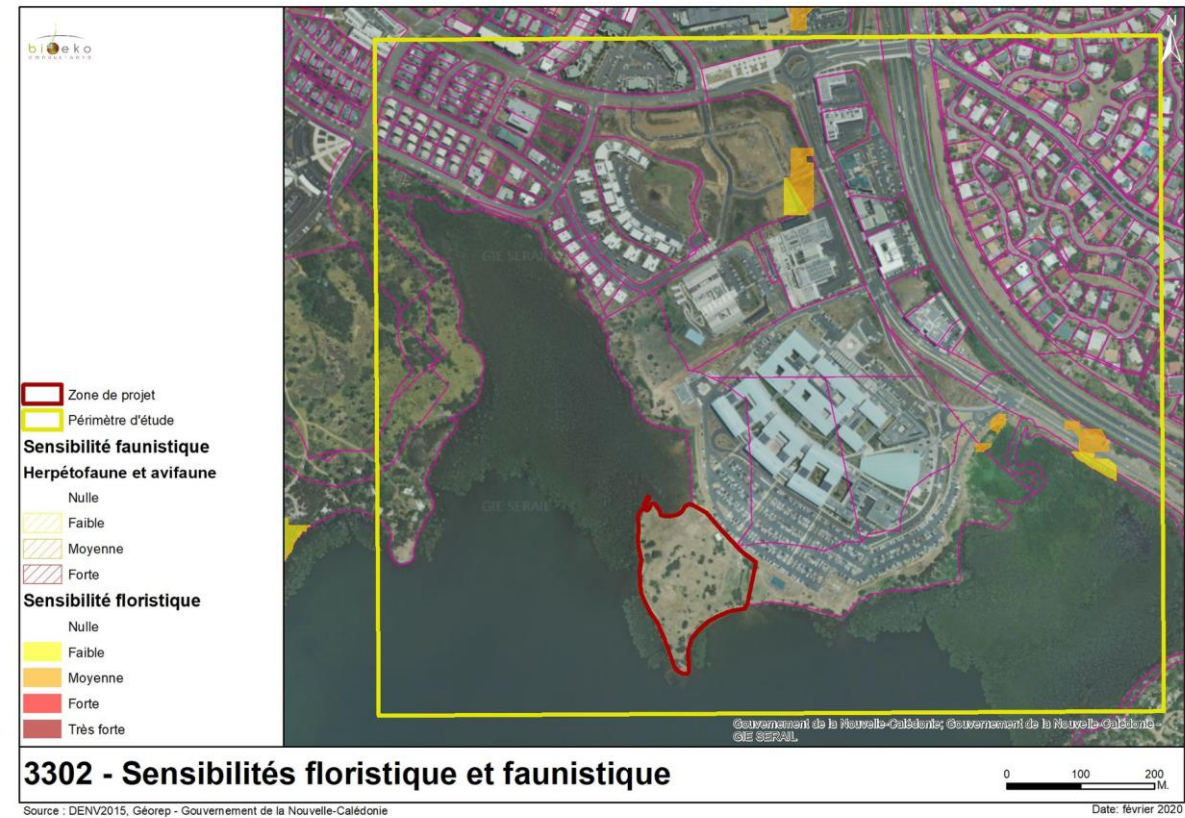 bioeko
CONSULTANTS
N
GIE SERAIL
GIE SERAIL
Zone de projet
Périmètre d'étude
Sensibilité faunistique
Herpétofaune et avifaune
Nulle
Faible
Moyenne
Forte
Sensibilité floristique
Nulle
Faible
Moyenne
Forte
Très forte
Gouvernement de la Nouvelle-Calédonie; Gouvernement de la Nouvelle-Calédonie -
GIE SERAIL
3302 - Sensibilités floristique et faunistique
0 100 200
M.
Source : DENV2015, Géorep - Gouvernement de la Nouvelle-Calédonie
Date: février 2020